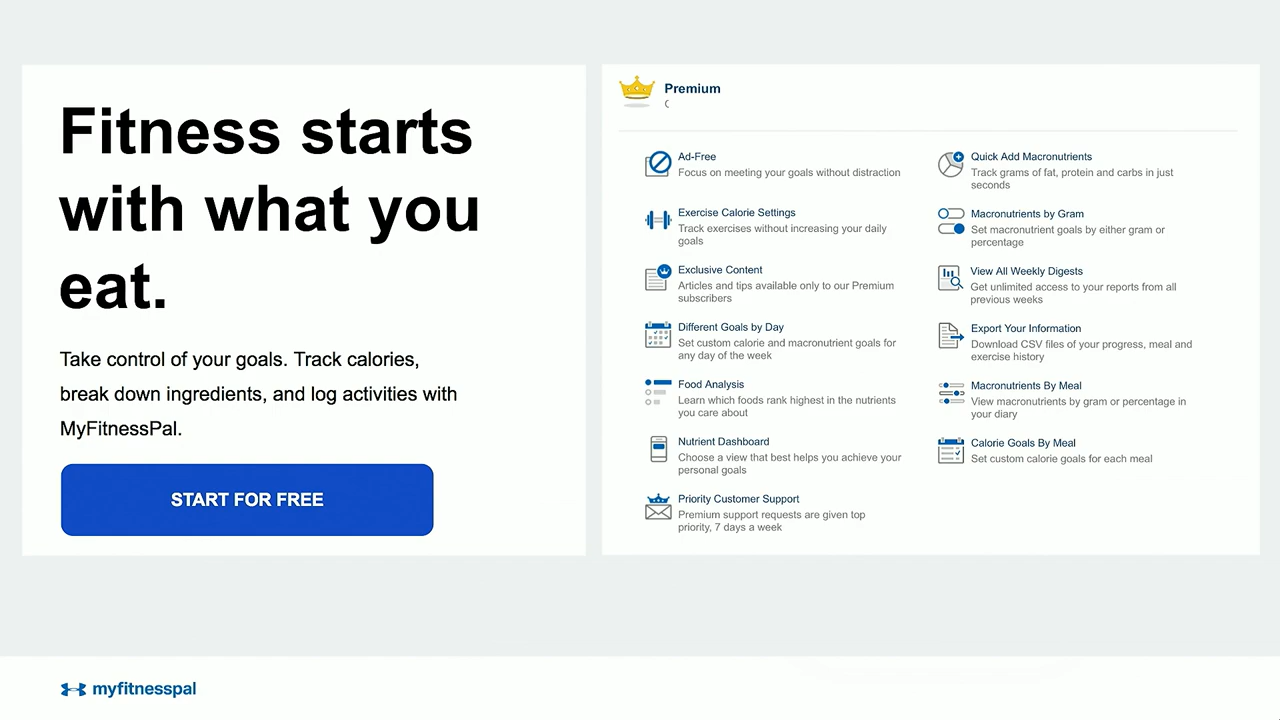 Fitness starts
with what you
eat.
Take control of your goals. Track calories,
break down ingredients, and log activities with
MyFitnessPal.
START FOR FREE
Premium
Ad-Free
Focus on meeting your goals without distraction
Exercise Calorie Settings
Track exercises without increasing your daily
goals
Exclusive Content
Articles and tips available only to our Premium
subscribers
Different Goals by Day
Set custom calorie and macronutrient goals for
any day of the week
Food Analysis
Learn which foods rank highest in the nutrients
you care about
Nutrient Dashboard
Choose a view that best helps you achieve your
personal goals
Priority Customer Support
Premium support requests are given top
priority, 7 days a week
Quick Add Macronutrients
Track grams of fat, protein and carbs in just
seconds
Macronutrients by Gram
Set macronutrient goals by either gram or
percentage
View All Weekly Digests
Get unlimited access to your reports from all
previous weeks
Export Your Information
Download CSV files of your progress, meal and
exercise history
Macronutrients By Meal
View macronutrients by gram or percentage in
your diary
Calorie Goals By Meal
Set custom calorie goals for each meal
myfitnesspal